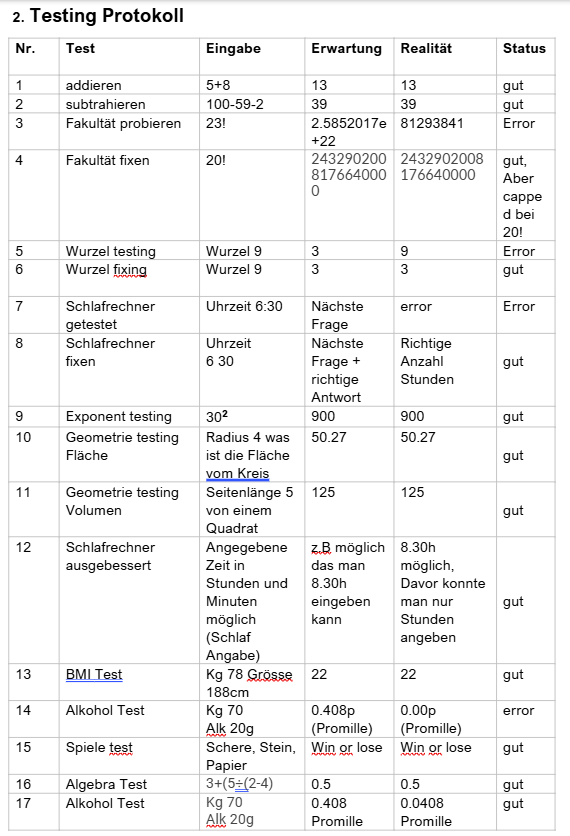 2. Testing Protokoll
Nr. Test Eingabe Erwartung Realität Status
1 addieren 5+8 13 13 gut
2 subtrahieren 100-59-2 39 39 gut
3 Fakultät probieren 23! 2.5852017e 81293841 Error
+22
4 Fakultät fixen 20! 243290200 2432902008 gut,
817664000 176640000 Aber
0 cappe
d bei
20!
5 Wurzel testing Wurzel 9 3 9 Error
6 Wurzel fixing Wurzel 9 3 3 gut
7 Schlafrechner Uhrzeit 6:30 Nächste error Error
getestet Frage
8 Schlafrechner Uhrzeit Nächste Richtige
fixen 6 30 Frage + Anzahl gut
richtige Stunden
Antwort
9 Exponent testing 30² 900 900 gut
10 Geometrie testing Radius 4 was 50.27 50.27
Fläche ist die Fläche gut
vom Kreis
11 Geometrie testing Seitenlänge 5 125 125
Volumen von einem gut
Quadrat
12 Schlafrechner Angegebene z.B möglich 8.30h
ausgebessert Zeit in das man möglich,
Stunden und 8.30h Davor konnte
Minuten eingeben man nur gut
möglich kann Stunden
(Schlaf angeben)
Angabe)
13 BMI Test Kg 78 Grösse 22 22 gut
188cm
14 Alkohol Test Kg 70 0.408p 0.00p error
Alk 20g (Promille) (Promille)
15 Spiele test Schere, Stein, Win or lose Win or lose gut
Papier
16 Algebra Test 3+(5÷(2-4) 0.5 0.5 gut
17 Alkohol Test Kg 70 0.408 0.0408 gut
Alk 20g Promille Promille